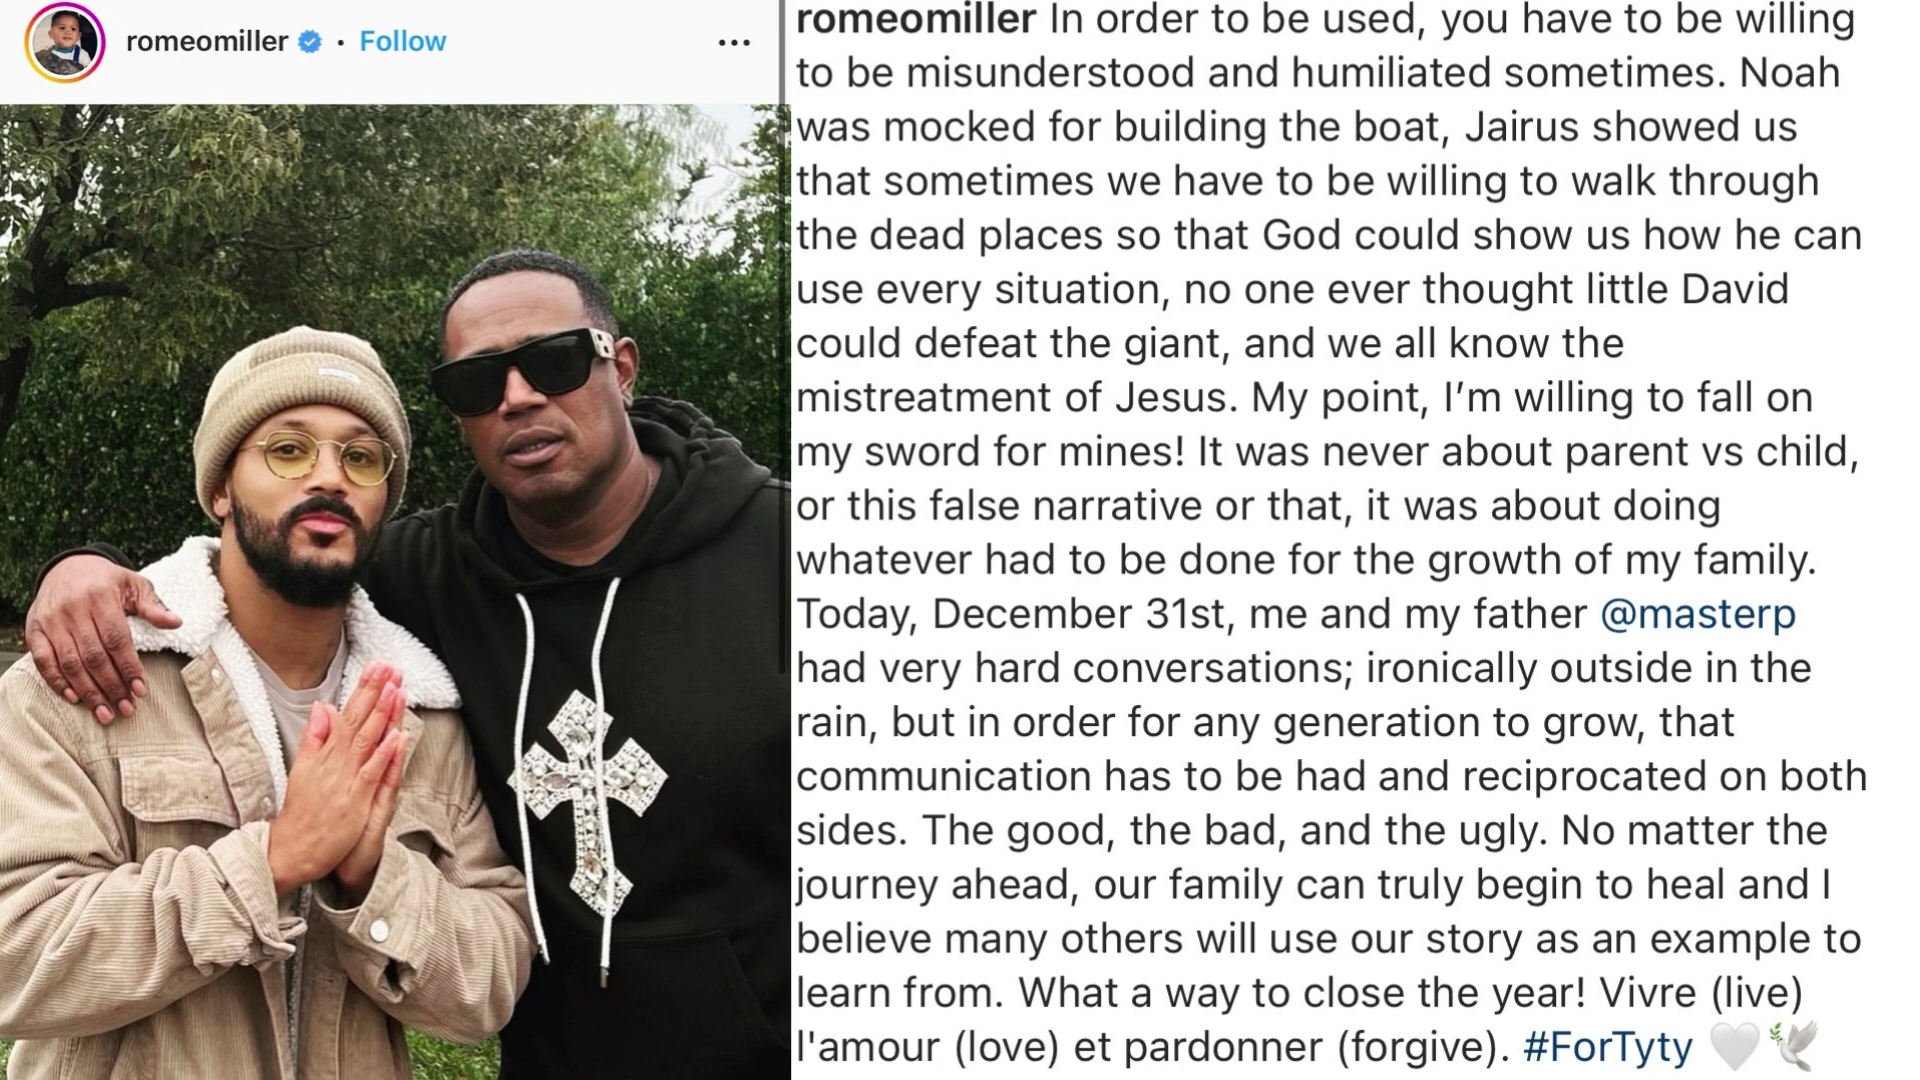 romeomiller • Follow
romeomiller In order to be used, you have to be willing
to be misunderstood and humiliated sometimes. Noah
was mocked for building the boat, Jairus showed us
that sometimes we have to be willing to walk through
the dead places so that God could show us how he can
use every situation, no one ever thought little David
could defeat the giant, and we all know the
mistreatment of Jesus. My point, I’m willing to fall on
my sword for mines! It was never about parent vs child,
or this false narrative or that, it was about doing
whatever had to be done for the growth of my family.
Today, December 31st, me and my father @masterp
had very hard conversations; ironically outside in the
rain, but in order for any generation to grow, that
communication has to be had and reciprocated on both
sides. The good, the bad, and the ugly. No matter the
journey ahead, our family can truly begin to heal and I
believe many others will use our story as an example to
learn from. What a way to close the year! Vivre (live)
l'amour (love) et pardonner (forgive). #ForTyty 🤍🕊️